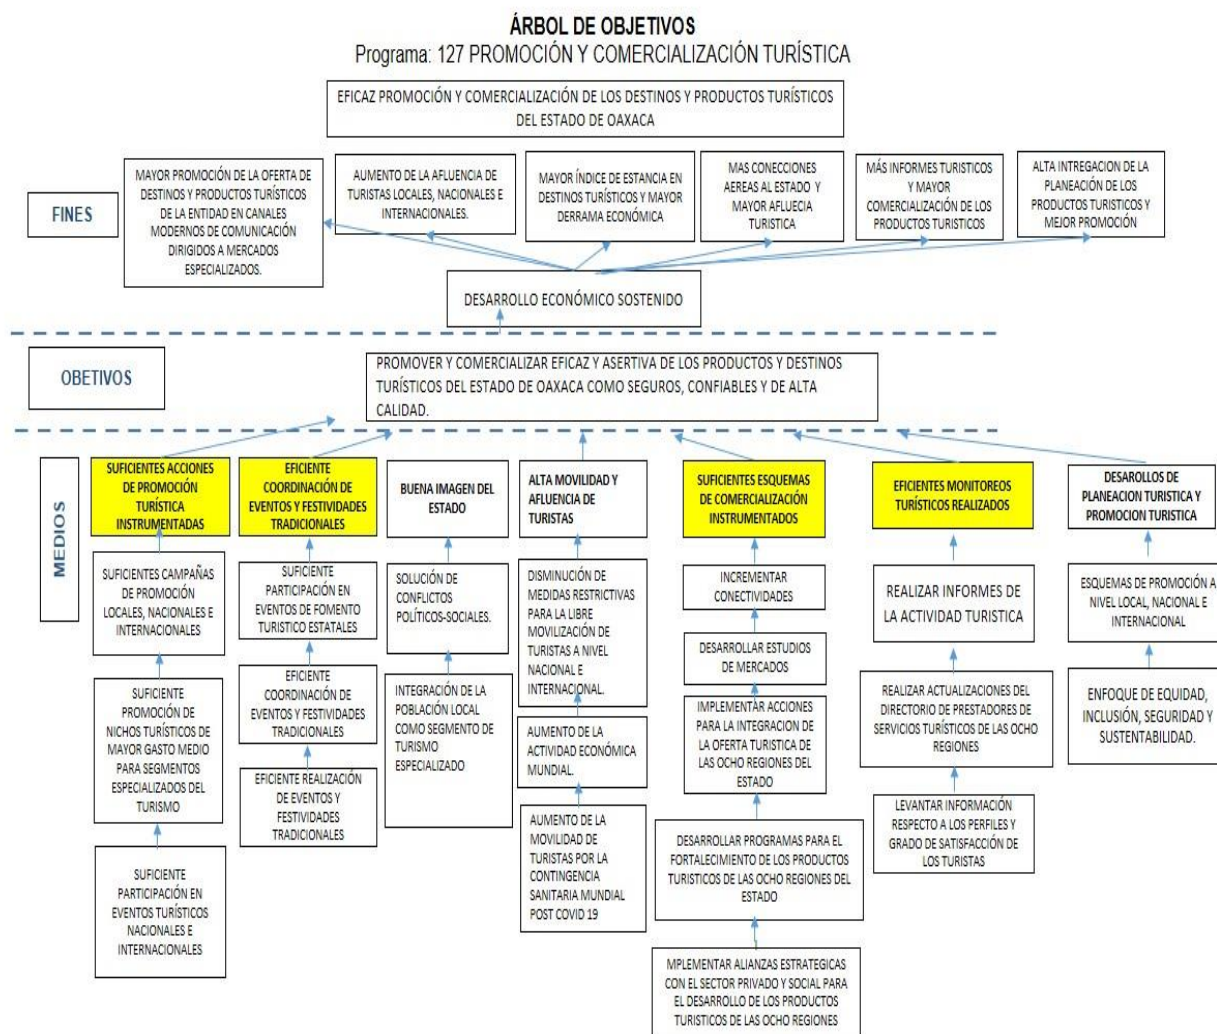 ÁRBOL DE OBJETIVOS
Programa: 127 PROMOCIÓN Y COMERCIALIZACIÓN TURÍSTICA
EFICAZ PROMOCIÓN Y COMERCIALIZACIÓN DE LOS DESTINOS Y PRODUCTOS TURÍSTICOS
DEL ESTADO DE OAXACA
FINES
MAYOR PROMOCIÓN DE LA OFERTA DE
DESTINOS Y PRODUCTOS TURÍSTICOS
DE LA ENTIDAD EN CANALES
MODERNOS DE COMUNICACIÓN
DIRIGIDOS A MERCADOS
ESPECIALIZADOS.
AUMENTO DE LA AFLUENCIA DE
TURISTAS LOCALES, NACIONALES E
INTERNACIONALES.
MAYOR ÍNDICE DE ESTANCIA EN
DESTINOS TURÍSTICOS Y MAYOR
DERRAMA ECONÓMICA
MAS CONECCIONES
AEREAS AL ESTADO Y
MAYOR AFLUECIA
TURISTICA
MÁS INFORMES TURISTICOS
Y MAYOR
COMERCIALIZACIÓN DE LOS
PRODUCTOS TURISTICOS
ALTA INTREGACION DE LA
PLANEACIÓN DE LOS
PRODUCTOS TURISTICOS Y
MEJOR PROMOCIÓN
DESARROLLO ECONÓMICO SOSTENIDO
OBETIVOS
PROMOVER Y COMERCIALIZAR EFICAZ Y ASERTIVA DE LOS PRODUCTOS Y DESTINOS
TURÍSTICOS DEL ESTADO DE OAXACA COMO SEGUROS, CONFIABLES Y DE ALTA
CALIDAD.
MEDIOS
SUFICIENTES ACCIONES
DE PROMOCIÓN
TURÍSTICA
INSTRUMENTADAS
SUFICIENTES CAMPAÑAS
DE PROMOCIÓN
LOCALES, NACIONALES E
INTERNACIONALES
SUFICIENTE
PROMOCIÓN DE
NICHOS TURÍSTICOS DE
MAYOR GASTO MEDIO
PARA SEGMENTOS
ESPECIALIZADOS DEL
TURISMO
SUFICIENTE
PARTICIPACIÓN EN
EVENTOS TURÍSTICOS
NACIONALES E
INTERNACIONALES
EFICIENTE
COORDINACIÓN DE
EVENTOS Y FESTIVIDADES
TRADICIONALES
SUFICIENTE
PARTICIPACIÓN EN
EVENTOS DE FOMENTO
TURISTICO ESTATALES
EFICIENTE
COORDINACIÓN DE
EVENTOS Y FESTIVIDADES
TRADICIONALES
EFICIENTE REALIZACIÓN
DE EVENTOS Y
FESTIVIDADES
TRADICIONALES
BUENA IMAGEN DEL
ESTADO
SOLUCIÓN DE
CONFLICTOS
POLÍTICOS-SOCIALES.
INTEGRACIÓN DE LA
POBLACIÓN LOCAL
COMO SEGMENTO DE
TURISMO
ESPECIALIZADO
ALTA MOVILIDAD Y
AFLUENCIA DE
TURISTAS
DISMINUCIÓN DE
MEDIDAS RESTRICTIVAS
PARA LA LIBRE
MOVILIZACIÓN DE
TURISTAS A NIVEL
NACIONAL E
INTERNACIONAL.
AUMENTO DE LA
ACTIVIDAD ECONÓMICA
MUNDIAL.
AUMENTO DE LA
MOVILIDAD DE
TURISTAS POR LA
CONTINGENCIA
SANITARIA MUNDIAL
POST COVID 19
SUFICIENTES ESQUEMAS
DE COMERCIALIZACIÓN
INSTRUMENTADOS
INCREMENTAR
CONECTIVIDADES
DESARROLLAR ESTUDIOS
DE MERCADOS
IMPLEMENTAR ACCIONES
PARA LA INTEGRACION DE
LA OFERTA TURISTICA DE
LAS OCHO REGIONES DEL
ESTADO
DESARROLLAR PROGRAMAS PARA EL
FORTALECIMIENTO DE LOS PRODUCTOS
TURISTICOS DE LAS OCHO REGIONES DEL
ESTADO
MPLEMENTAR ALIANZAS ESTRATEGICAS
CON EL SECTOR PRIVADO Y SOCIAL PARA
EL DESARROLLO DE LOS PRODUCTOS
TURISTICOS DE LAS OCHO REGIONES
EFICIENTES MONITOREOS
TURÍSTICOS REALIZADOS
REALIZAR INFORMES DE
LA ACTIVIDAD TURISTICA
REALIZAR ACTUALIZACIONES DEL
DIRECTORIO DE PRESTADORES DE
SERVICIOS TURÍSTICOS DE LAS OCHO
REGIONES
LEVANTAR INFORMACIÓN
RESPECTO A LOS PERFILES Y
GRADO DE SATISFACCIÓN DE
LOS TURISTAS
DESAROLLOS DE
PLANEACION TURISTICA Y
PROMOCION TURISTICA
ESQUEMAS DE PROMOCIÓN A
NIVEL LOCAL, NACIONAL E
INTERNACIONAL
ENFOQUE DE EQUIDAD,
INCLUSIÓN, SEGURIDAD Y
SUSTENTABILIDAD.